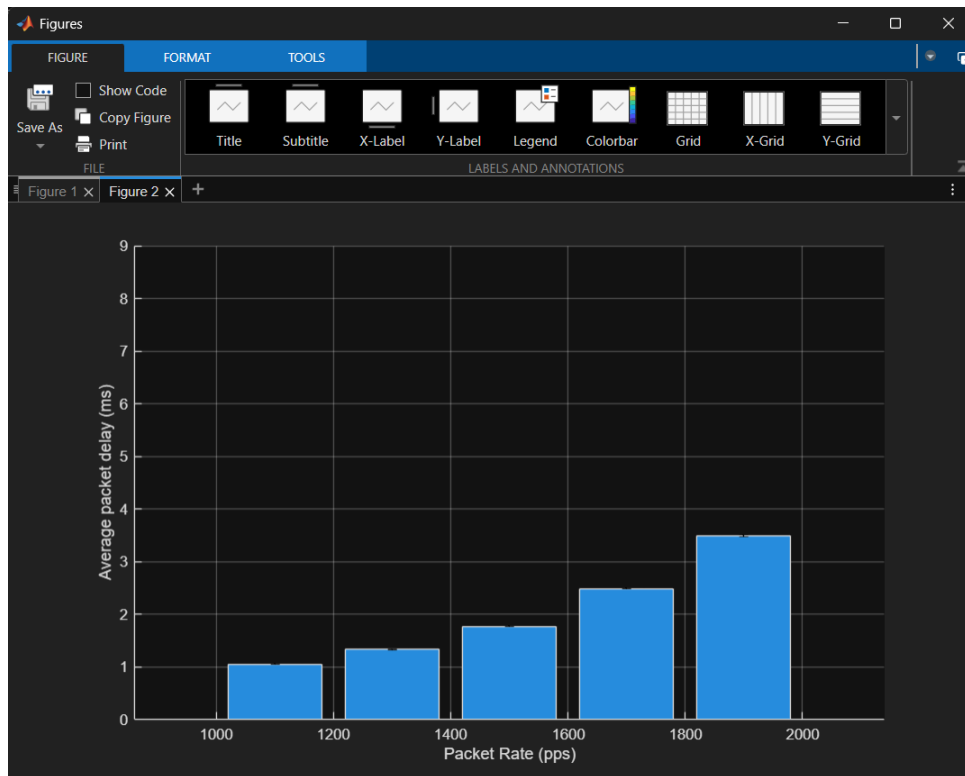 Figures
FIGURE FORMAT TOOLS
Save As
Show Code
Copy Figure
Print
FILE
Title Subtitle X-Label Y-Label Legend Colorbar Grid X-Grid Y-Grid
LABELS AND ANNOTATIONS
Figure 1 Figure 2
9
8
7
6
5
4
3
2
1
0
Average packet delay (ms)
1000 1200 1400 1600 1800 2000
Packet Rate (pps)